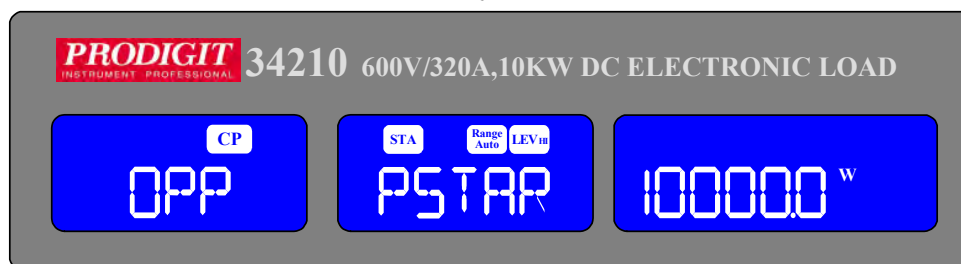 PRODIGIT
INSTRUMENT PROFESSIONAL
34210 600V/320A,10KW DC ELECTRONIC LOAD
CP
STA Range Auto LEV HI
OPP PSTAR 10000.0 W